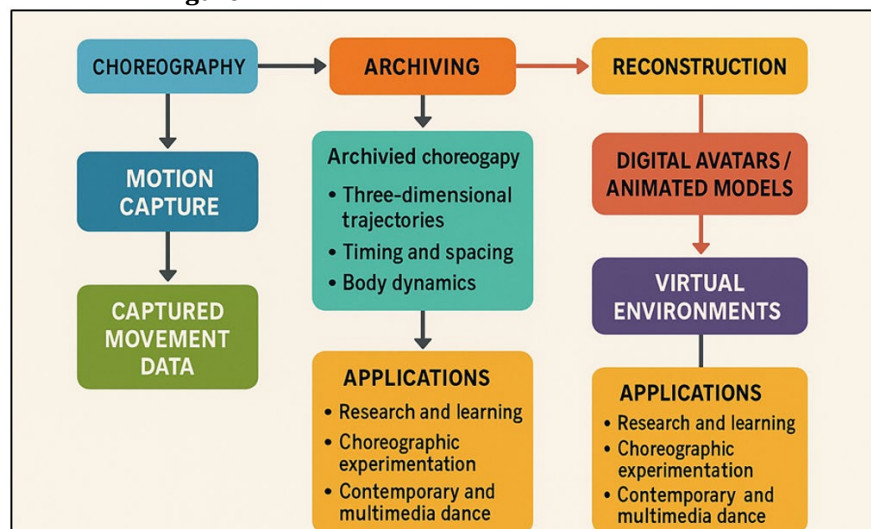 CHOREOGRAPHY
MOTION
CAPTURE
CAPTURED
MOVEMENT
DATA
ARCHIVING
Archivied choreogapy
• Three-dimensional
trajectories
• Timing and spacing
• Body dynamics
APPLICATIONS
• Research and learning
• Choreographic
experimentation
• Contemporary and
multimedia dance
RECONSTRUCTION
DIGITAL AVATARS /
ANIMATED MODELS
VIRTUAL
ENVIRONMENTS
APPLICATIONS
• Research and learning
• Choreographic
experimentation
• Contemporary and
multimedia dance